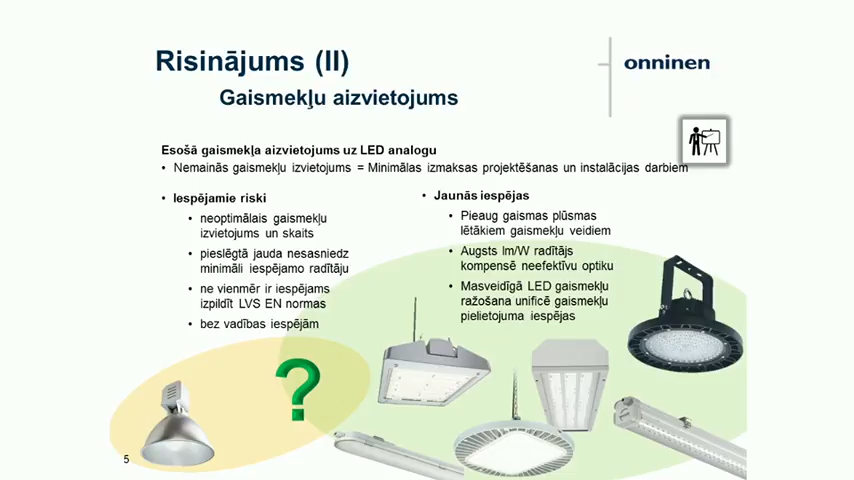 Risinājums (II)
onninen
Gaismekļu aizvietojums
Esošā gaismekļa aizvietojums uz LED analogu
• Nemainās gaismekļu izvietojums = Minimālas izmaksas projektēšanas un instalācijas darbiem
• Iespējamie riski
• neoptimālais gaismekļu
izvietojums un skaits
• pieslēgtā jauda nesasniedz
minimāli iespējamo radītāju
• ne vienmēr ir iespējams
izpildīt LVS EN normas
• bez vadības iespējām
• Jaunās iespējas
• Pieaug gaismas plūsmas
lētākiem gaismekļu veidiem
• Augsts lm/W radītājs
kompensē neefektīvu optiku
• Masveidīgā LED gaismekļu
ražošana unificē gaismekļu
pielietojuma iespējas
?
5